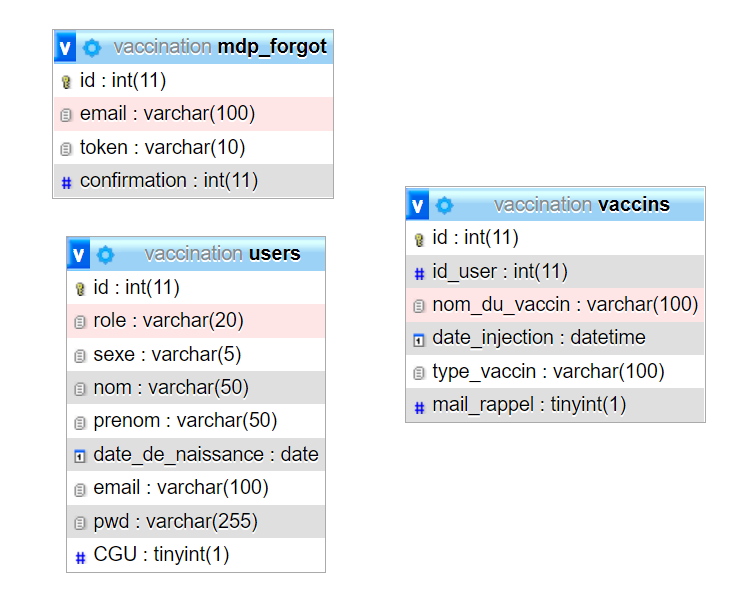 v vaccination mdp_forgot
id : int(11)
email : varchar(100)
token : varchar(10)
# confirmation : int(11)
v vaccination users
id : int(11)
role : varchar(20)
sexe : varchar(5)
nom : varchar(50)
prenom : varchar(50)
1 date_de_naissance : date
email : varchar(100)
pwd : varchar(255)
# CGU : tinyint(1)
v vaccination vaccins
id : int(11)
# id_user : int(11)
nom_du_vaccin : varchar(100)
1 date_injection : datetime
type_vaccin : varchar(100)
# mail_rappel : tinyint(1)